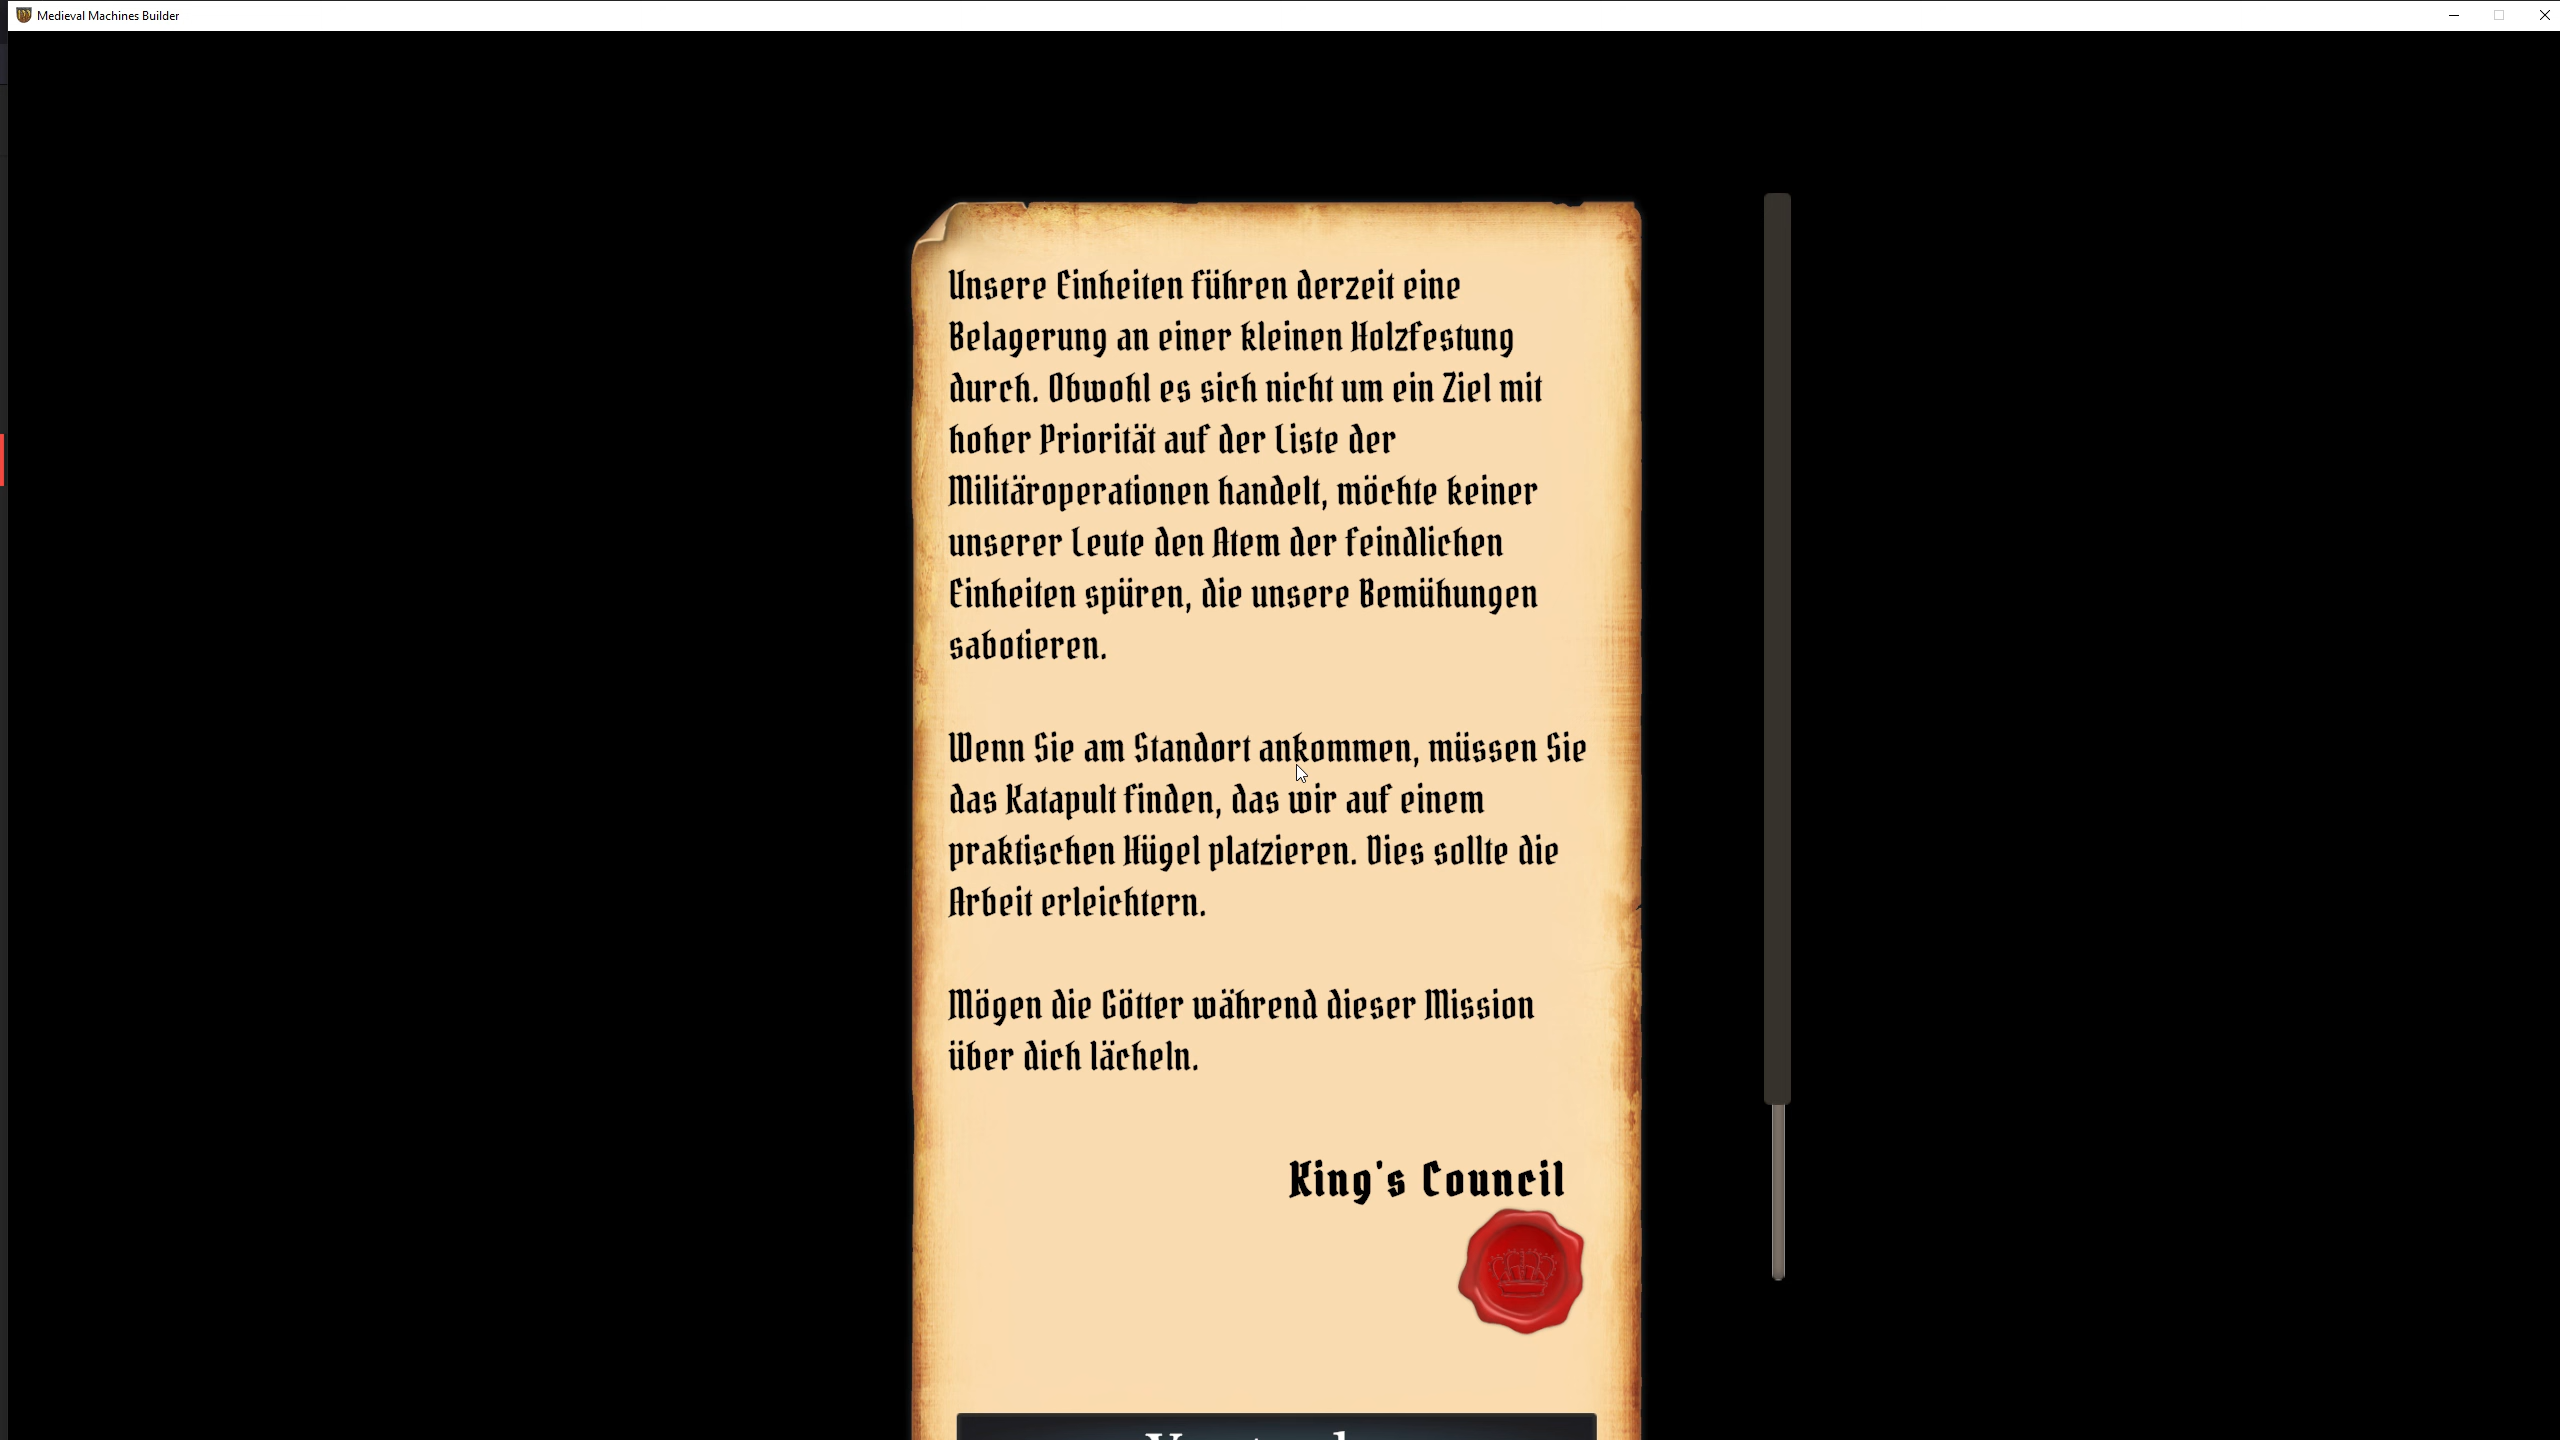 Medieval Machines Builder
Unsere Einheiten führen derzeit eine
Belagerung an einer kleinen Holzfestung
durch. Obwohl es sich nicht um ein Ziel mit
hoher Priorität auf der Liste der
Militäroperationen handelt, möchte keiner
unserer Leute den Atem der feindlichen
Einheiten spüren, die unsere Bemühungen
sabotieren.
Wenn Sie am Standort ankommen, müssen Sie
das Katapult finden, das wir auf einem
praktischen Hügel platzieren. Dies sollte die
Arbeit erleichtern.
Mögen die Götter während dieser Mission
über dich lächeln.
King's Council